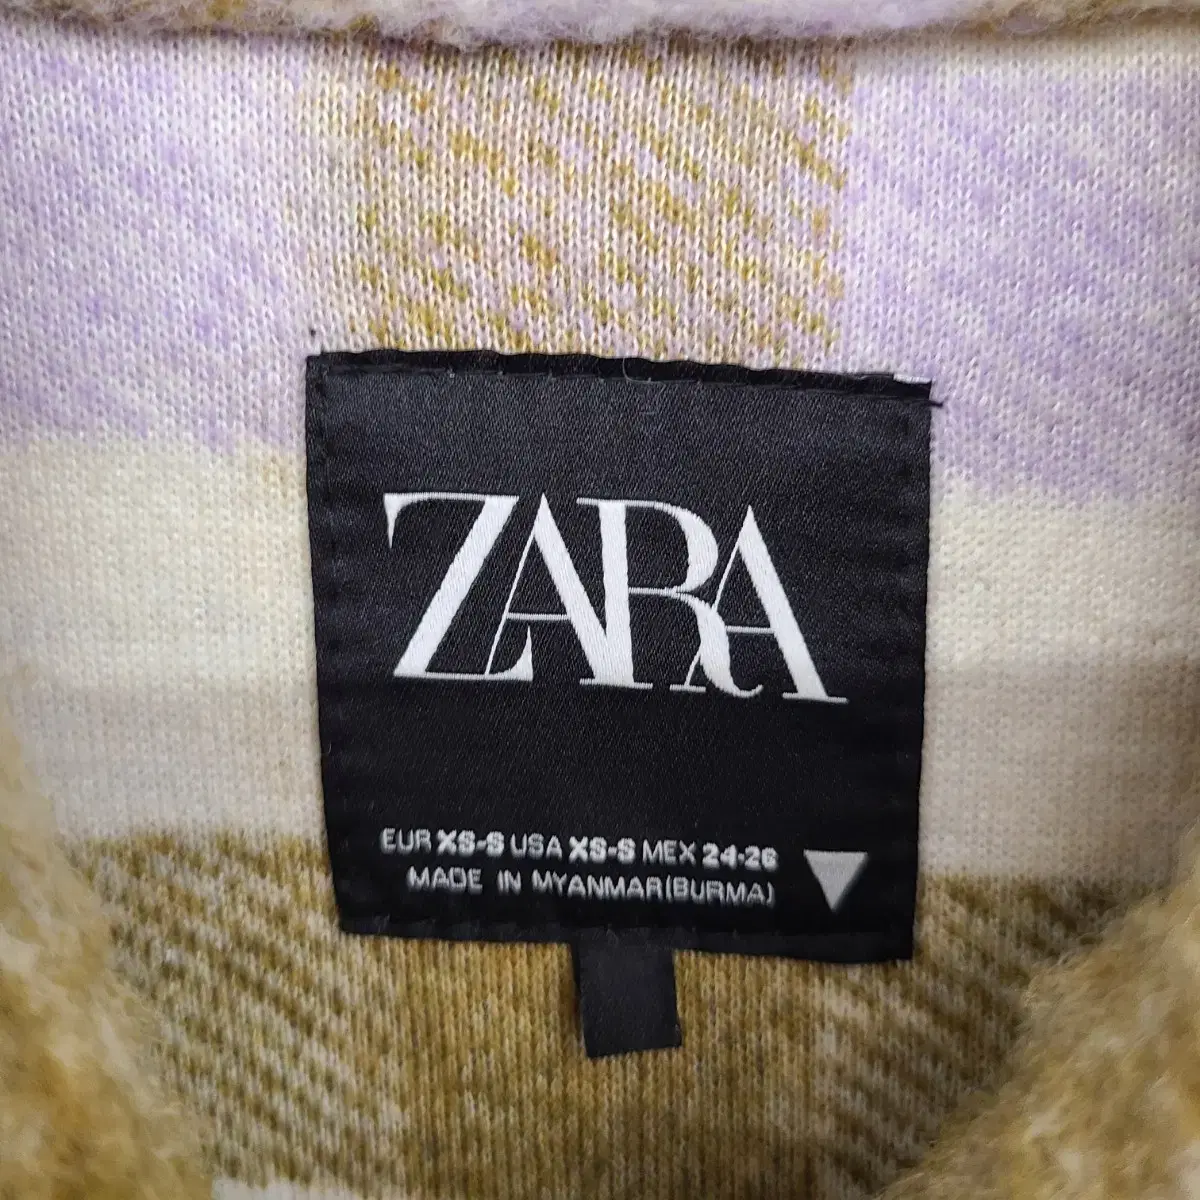 ZARA
EUR XS-S USA XS-S MEX 24-26
MADE IN MYANMAR(BURMA)